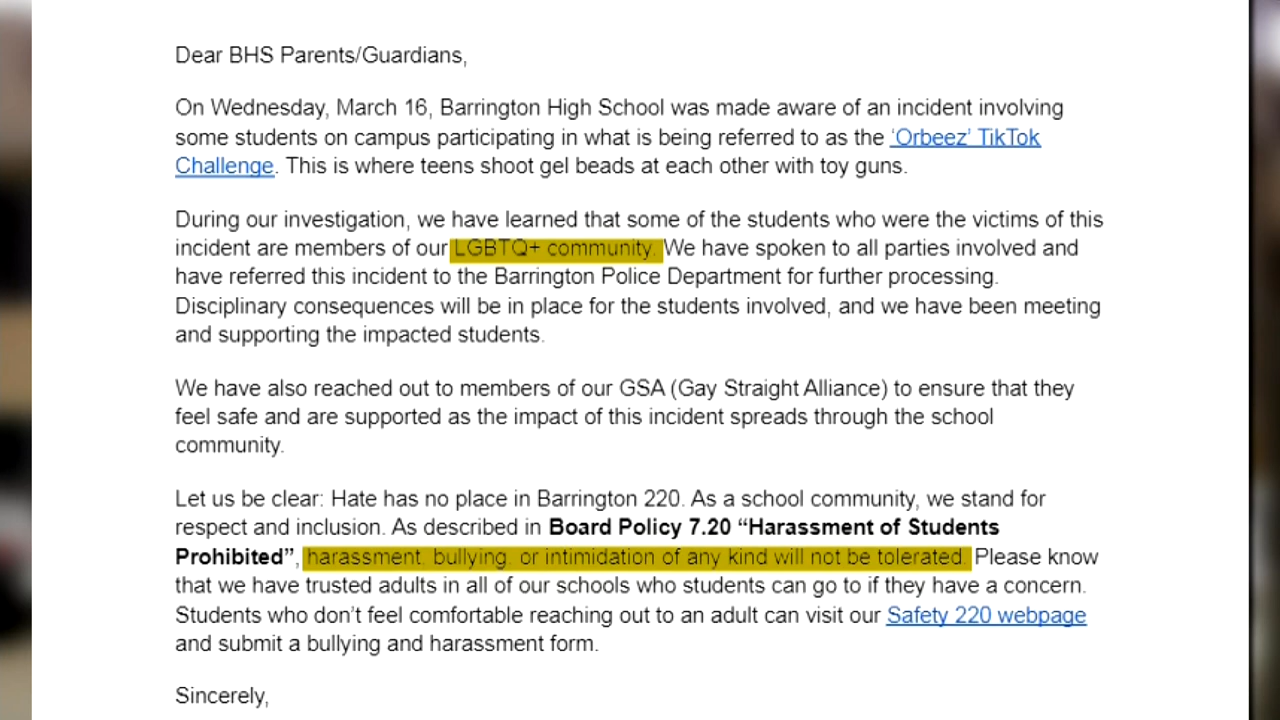 Dear BHS Parents/Guardians,
On Wednesday, March 16, Barrington High School was made aware of an incident involving
some students on campus participating in what is being referred to as the ‘Orbeez’ TikTok
Challenge. This is where teens shoot gel beads at each other with toy guns.
During our investigation, we have learned that some of the students who were the victims of this
incident are members of our LGBTQ+ community. We have spoken to all parties involved and
have referred this incident to the Barrington Police Department for further processing.
Disciplinary consequences will be in place for the students involved, and we have been meeting
and supporting the impacted students.
We have also reached out to members of our GSA (Gay Straight Alliance) to ensure that they
feel safe and are supported as the impact of this incident spreads through the school
community.
Let us be clear: Hate has no place in Barrington 220. As a school community, we stand for
respect and inclusion. As described in Board Policy 7.20 “Harassment of Students
Prohibited”, harassment, bullying, or intimidation of any kind will not be tolerated. Please know
that we have trusted adults in all of our schools who students can go to if they have a concern.
Students who don’t feel comfortable reaching out to an adult can visit our Safety 220 webpage
and submit a bullying and harassment form.
Sincerely,